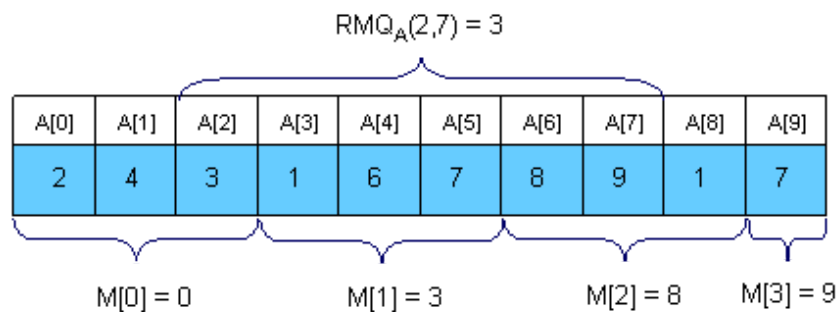 RMQA(2,7) = 3
A[0] A[1] A[2] A[3] A[4] A[5] A[6] A[7] A[8] A[9]
2 4 3 1 6 7 8 9 1 7
M[0] = 0 M[1] = 3 M[2] = 8 M[3] = 9